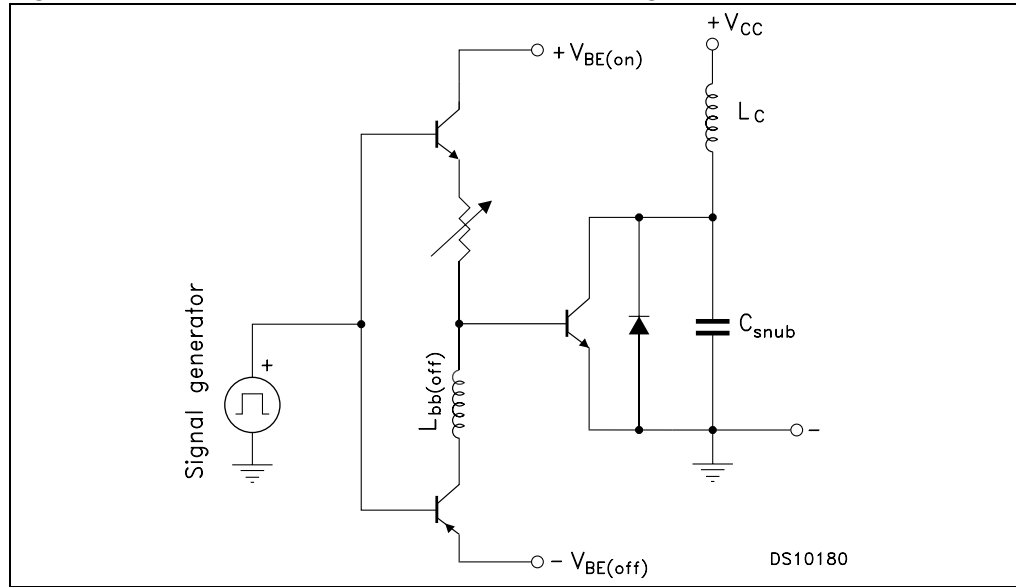 + V_CC
+ V_BE(on)
L_C
Signal generator
+
L_bb(off)
C_snub
-
- V_BE(off)
DS10180